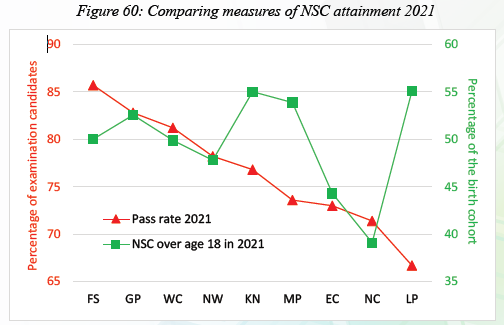 Figure 60: Comparing measures of NSC attainment 2021
Percentage of examination candidates
90
85
80
75
70
65
Pass rate 2021
NSC over age 18 in 2021
60
55
50
45
40
35
Percentage of the birth cohort
FS GP WC NW KN MP EC NC LP